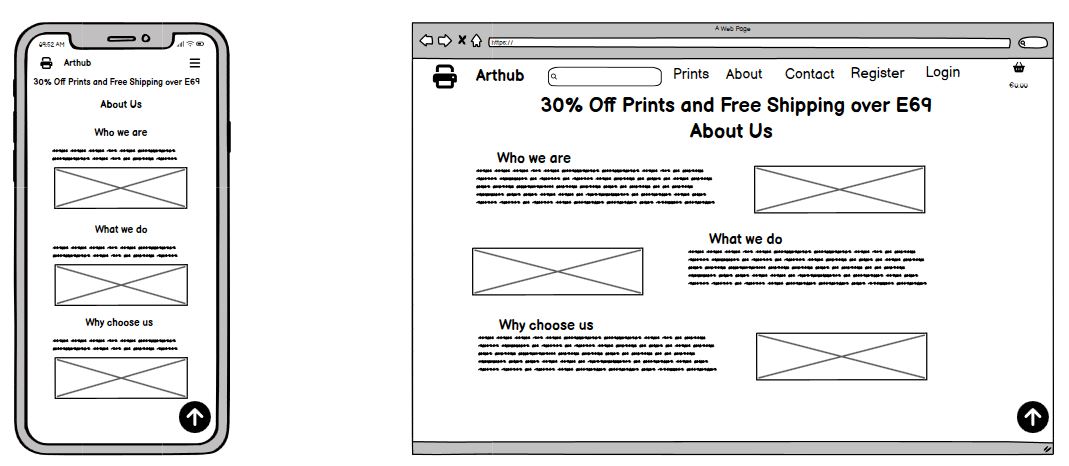 09:52 AM
Arthub
30% Off Prints and Free Shipping over E69
About Us
Who we are
What we do
Why choose us
A Web Page
https://
Arthub Prints About Contact Register Login
€0.00
30% Off Prints and Free Shipping over E69
About Us
Who we are
What we do
Why choose us